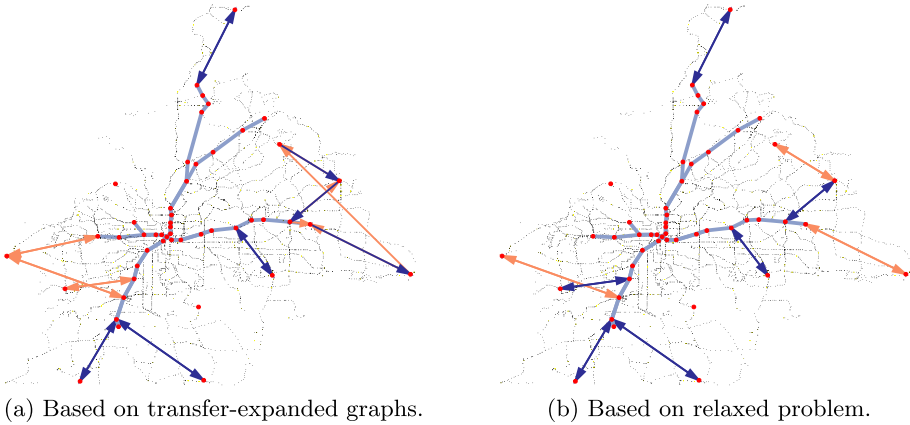 (a) Based on transfer-expanded graphs.
(b) Based on relaxed problem.